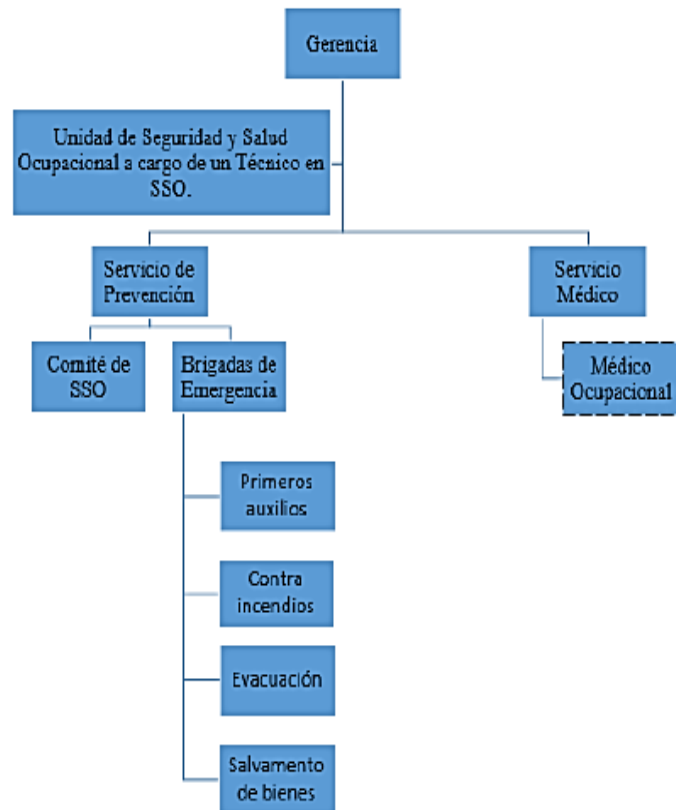 Gerencia
Unidad de Seguridad y Salud
Ocupacional a cargo de un Técnico en
SSO.
Servicio de
Prevención
Servicio
Médico
Comité de
SSO
Brigadas de
Emergencia
Médico
Ocupacional
Primeros
auxilios
Contra
incendios
Evacuación
Salvamento
de bienes